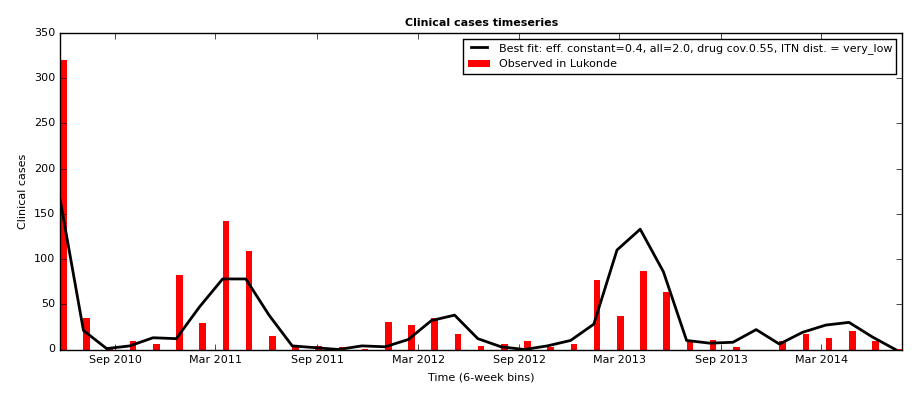 Clinical cases timeseries
350
300
250
200
150
100
50
0
Clinical cases
Best fit: eff. constant=0.4, all=2.0, drug cov.0.55, ITN dist. = very_low
Observed in Lukonde
Sep 2010 Mar 2011 Sep 2011 Mar 2012 Sep 2012 Mar 2013 Sep 2013 Mar 2014
Time (6-week bins)